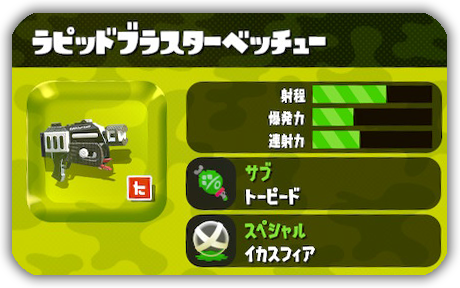 ラピッドブラスターベッチュー
射程
爆発力
連射力
た
サブ
トーピード
スペシャル
イカスフィア